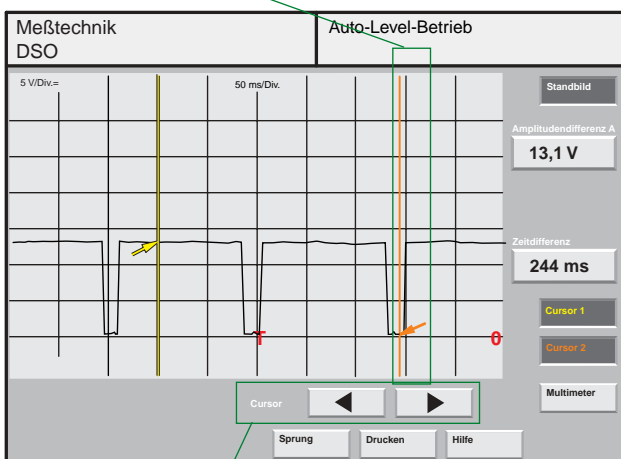 Meßtechnik
DSO
Auto-Level-Betrieb
5 V/Div.=
50 ms/Div.
Standbild
Amplitudendifferenz A
13,1 V
Zeitdifferenz
244 ms
Cursor 1
T
0
Cursor 2
Multimeter
Cursor
Sprung
Drucken
Hilfe